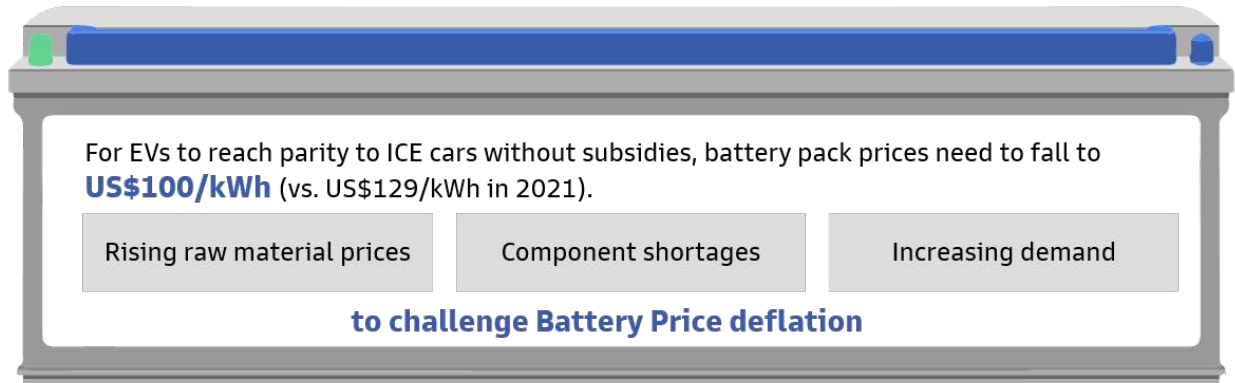 For EVs to reach parity to ICE cars without subsidies, battery pack prices need to fall to
US$100/kWh (vs. US$129/kWh in 2021).
Rising raw material prices
Component shortages
Increasing demand
to challenge Battery Price deflation